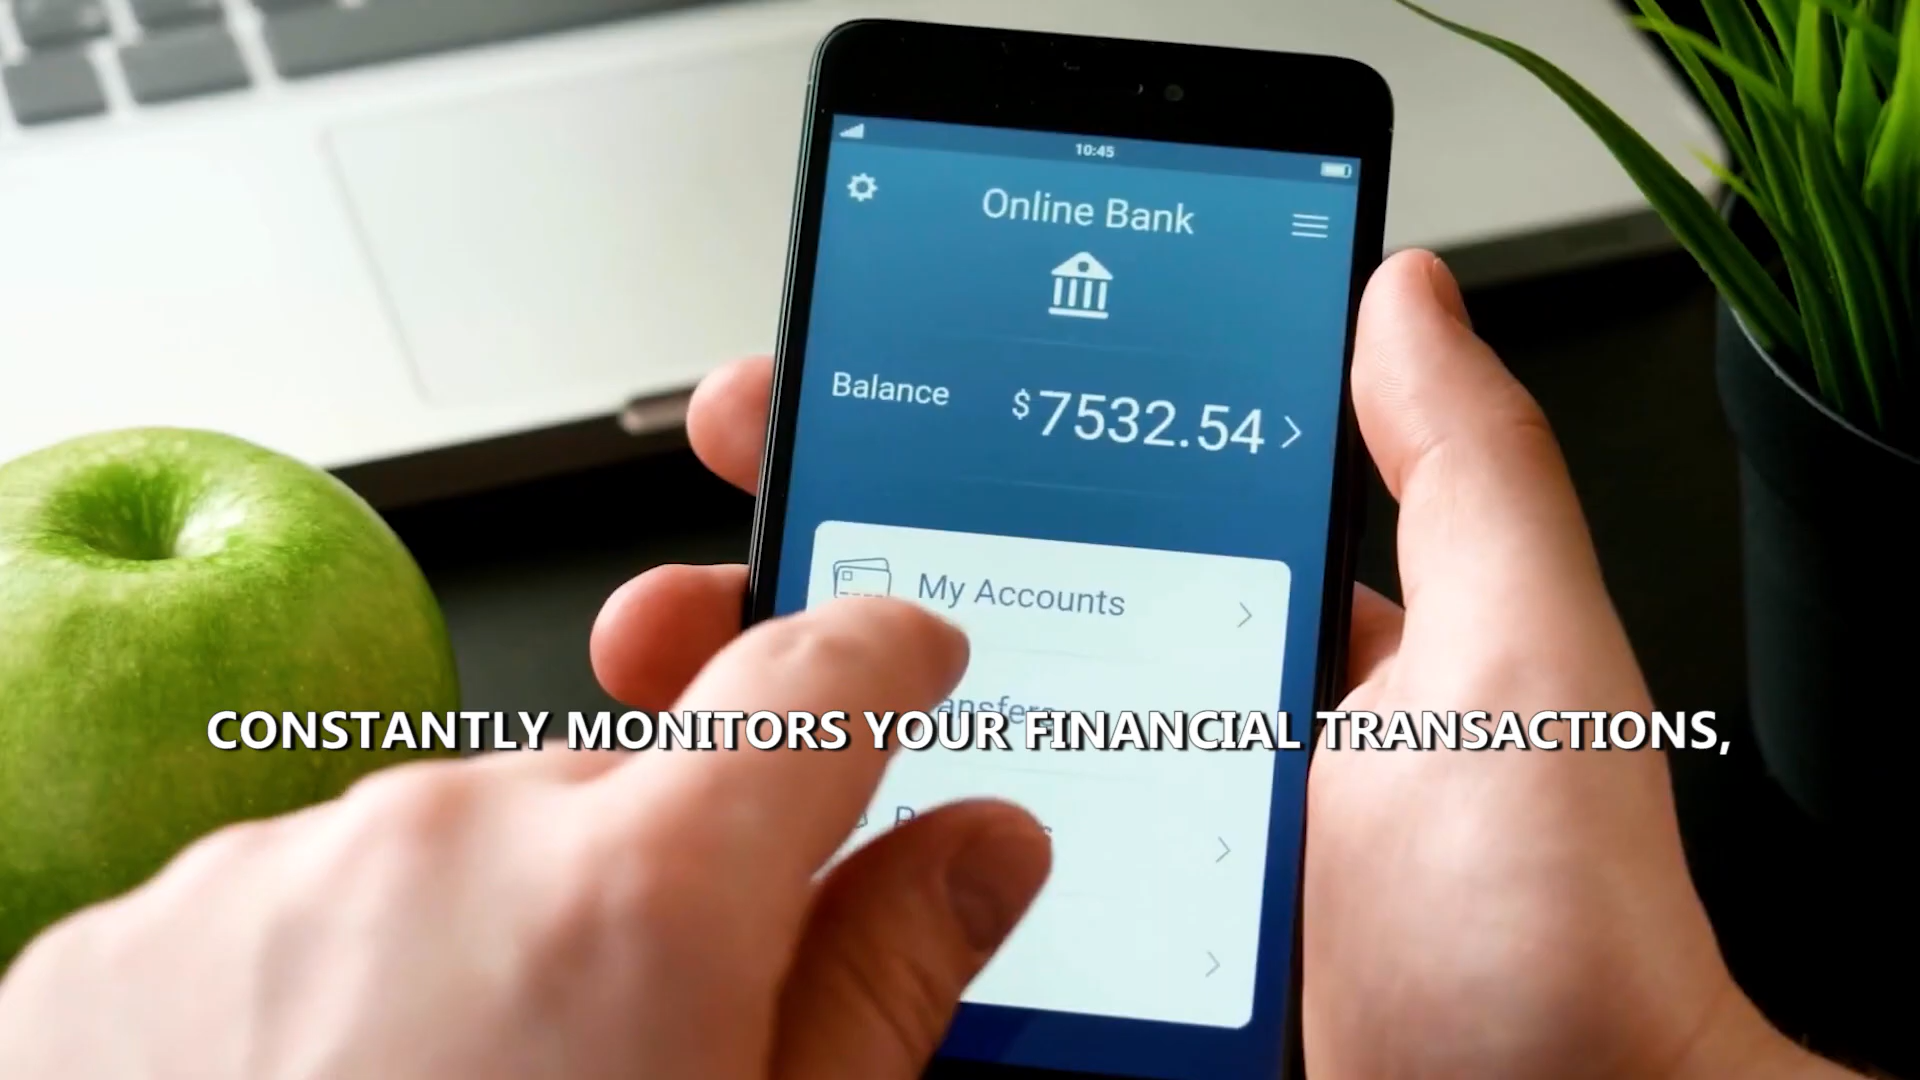 10:45
Online Bank
Balance $7532.54
My Accounts
CONSTANTLY MONITORS YOUR FINANCIAL TRANSACTIONS,